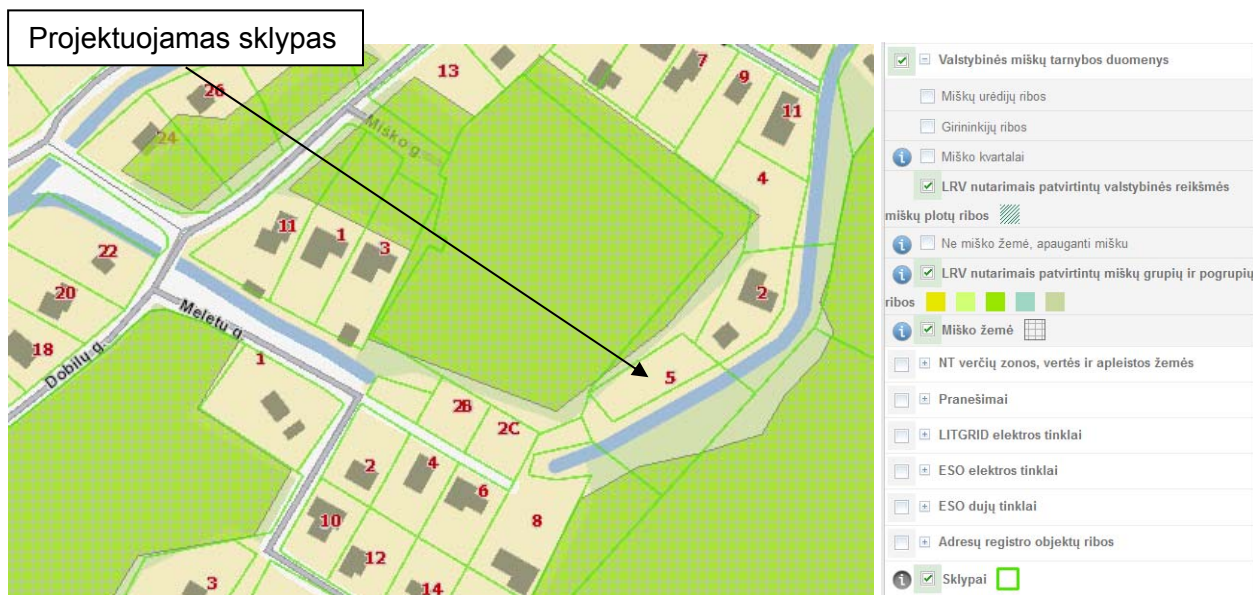 Projektuojamas sklypas
13
7
9
11
26
24
Miško g.
4
22
11
1
3
2
20
Meletų g.
18
Dobilų g.
1
5
2B
2C
2
4
6
8
10
12
3
14
Valstybinės miškų tarnybos duomenys
Miškų urėdijų ribos
Girininkijų ribos
Miško kvartalai
LRV nutarimais patvirtintų valstybinės reikšmės
miškų plotų ribos
Ne miško žemė, apauganti mišku
LRV nutarimais patvirtintų miškų grupių ir pogrupių
ribos
Miško žemė
NT verčių zonos, vertės ir apleistos žemės
Pranešimai
LITGRID elektros tinklai
ESO elektros tinklai
ESO dujų tinklai
Adresų registro objektų ribos
Sklypai